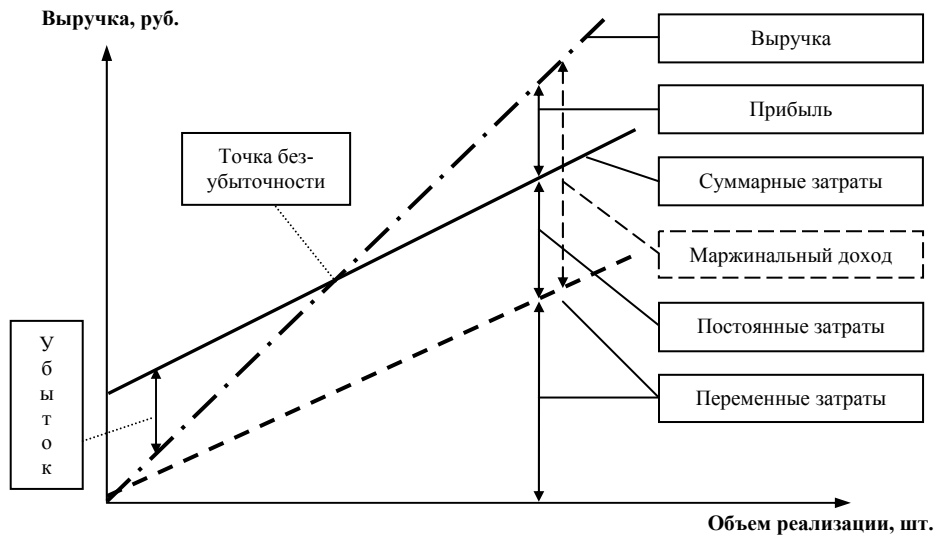 Выручка, руб.
Выручка
Прибыль
Точка без-
убыточности
Суммарные затраты
Маржинальный доход
Постоянные затраты
Переменные затраты
У
б
ы
т
о
к
Объем реализации, шт.